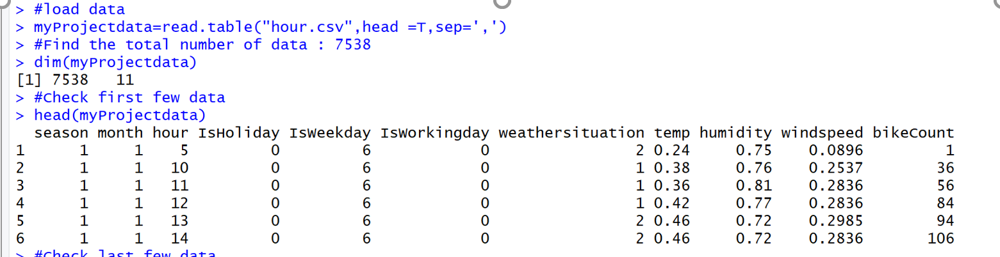 > #load data
> myProjectdata=read.table("hour.csv",head =T,sep=',')
> #Find the total number of data : 7538
> dim(myProjectdata)
[1] 7538   11
> #Check first few data
> head(myProjectdata)
  season month hour IsHoliday IsWeekday IsWorkingday weathersituation temp humidity windspeed bikeCount
1      1     1    5         0         6            0                2 0.24     0.75    0.0896         1
2      1     1   10         0         6            0                1 0.38     0.76    0.2537        36
3      1     1   11         0         6            0                1 0.36     0.81    0.2836        56
4      1     1   12         0         6            0                1 0.42     0.77    0.2836        84
5      1     1   13         0         6            0                2 0.46     0.72    0.2985        94
6      1     1   14         0         6            0                2 0.46     0.72    0.2836       106
> #Check last few data